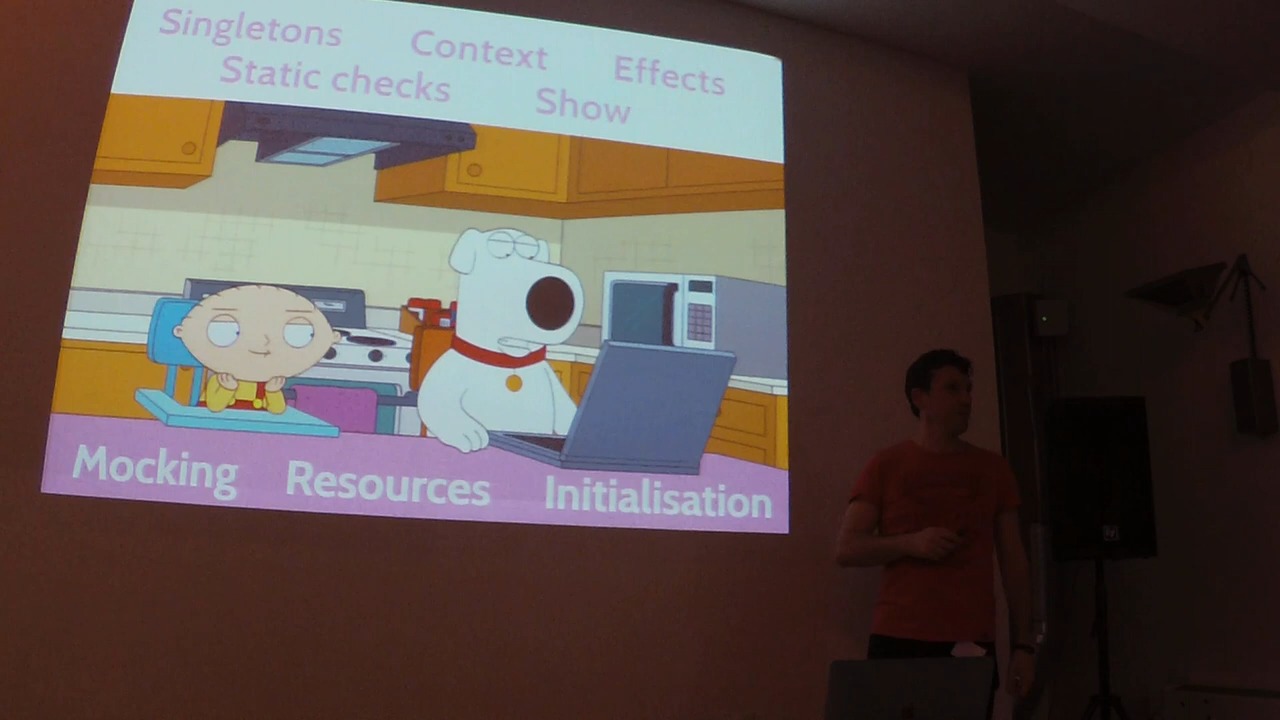 Singletons Context Effects
Static checks Show
Mocking Resources Initialisation